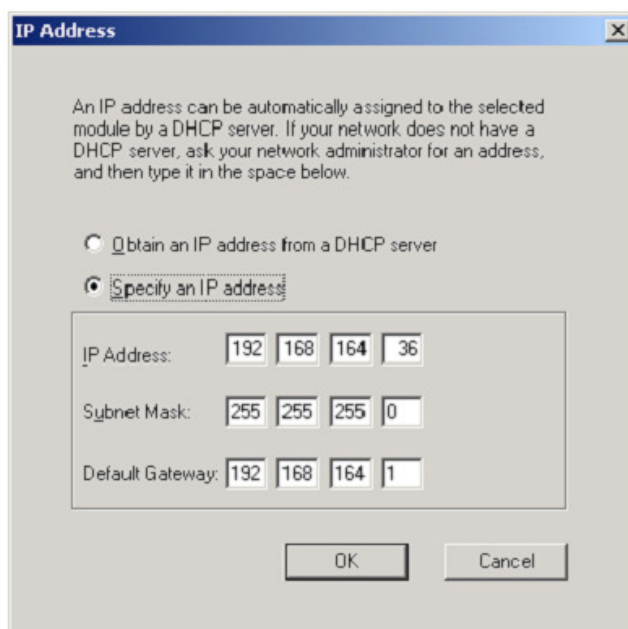 IP Address
An IP address can be automatically assigned to the selected
module by a DHCP server. If your network does not have a
DHCP server, ask your network administrator for an address,
and then type it in the space below.
Obtain an IP address from a DHCP server
Specify an IP address
IP Address: 192 168 164 36
Subnet Mask: 255 255 255 0
Default Gateway: 192 168 164 1
OK Cancel